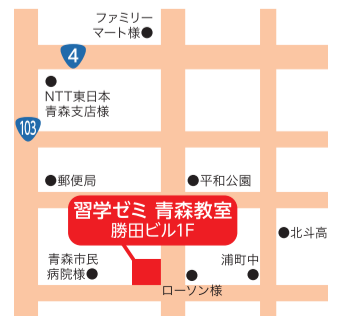 ファミリー
マート様
4
NTT東日本
青森支店様
103
郵便局
平和公園
習学ゼミ 青森教室
勝田ビル1F
北斗高
青森市民
病院様
浦町中
ローソン様